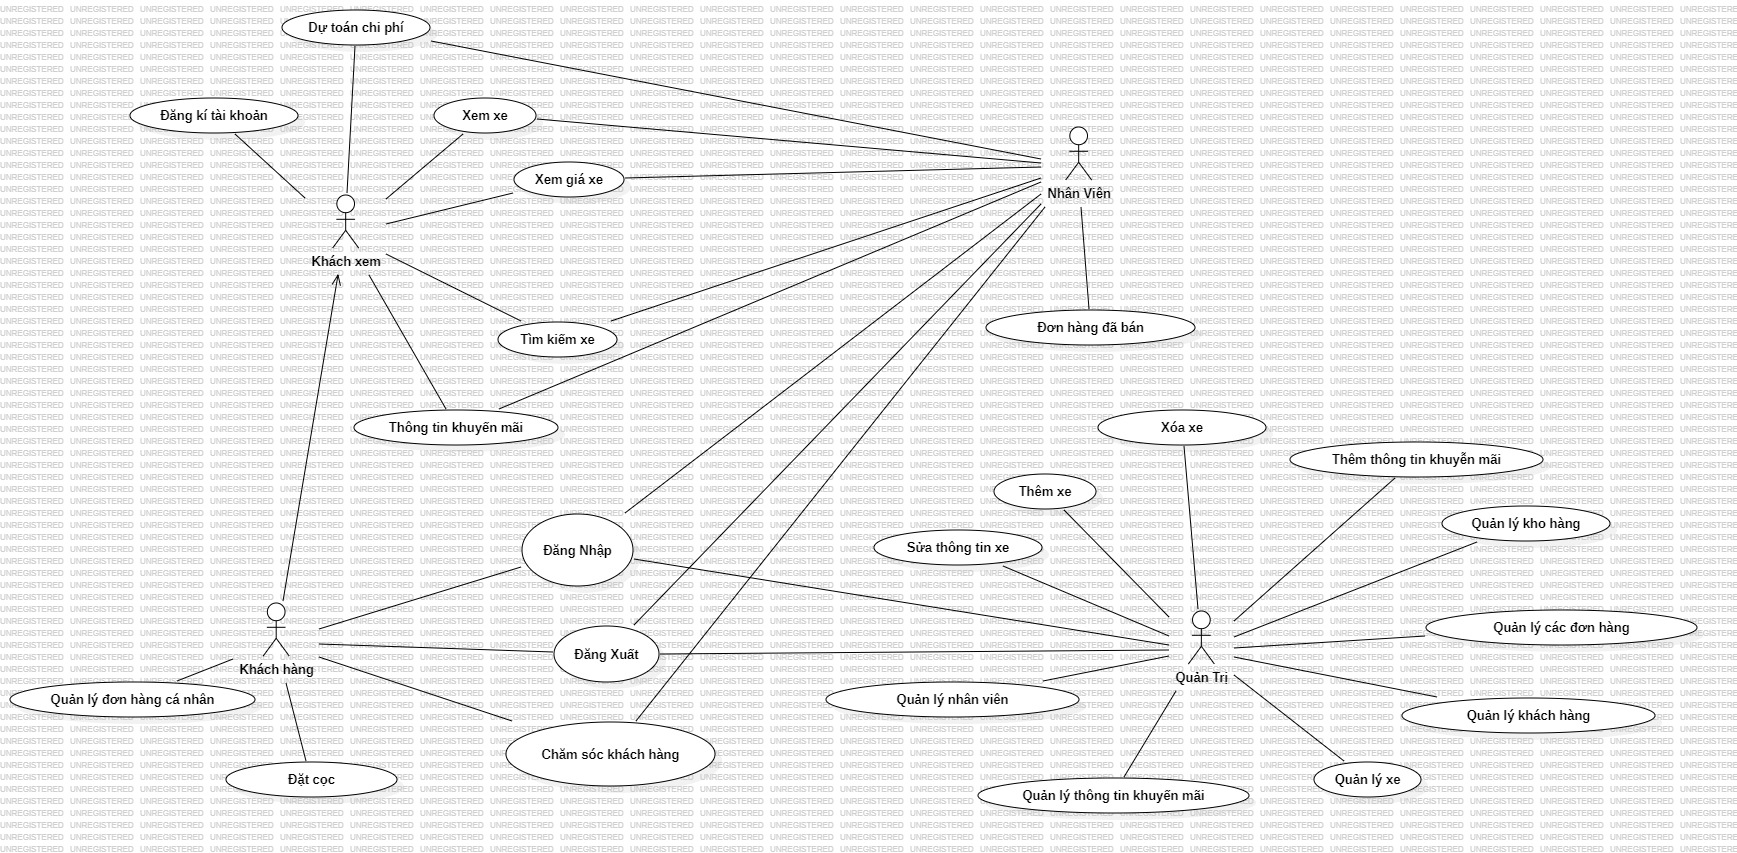 Dự toán chi phí
Đăng kí tài khoản
Xem xe
Xem giá xe
Nhân Viên
Khách xem
Đơn hàng đã bán
Tìm kiếm xe
Thông tin khuyến mãi
Xóa xe
Thêm thông tin khuyễn mãi
Thêm xe
Quản lý kho hàng
Sửa thông tin xe
Đăng Nhập
Quản lý các đơn hàng
Đăng Xuất
Khách hàng
Quản Trị
Quản lý đơn hàng cá nhân
Quản lý nhân viên
Quản lý khách hàng
Chăm sóc khách hàng
Đặt cọc
Quản lý xe
Quản lý thông tin khuyến mãi
UNREGISTERED